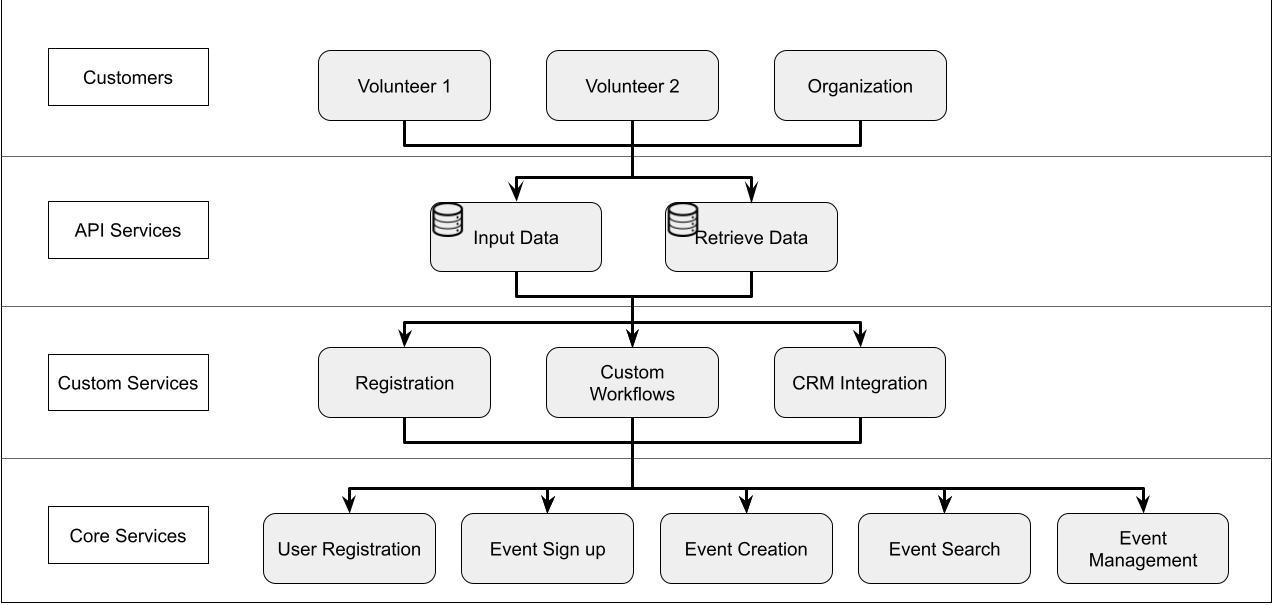 Customers
Volunteer 1
Volunteer 2
Organization
API Services
Input Data
Retrieve Data
Custom Services
Registration
Custom
Workflows
CRM Integration
Core Services
User Registration
Event Sign up
Event Creation
Event Search
Event
Management